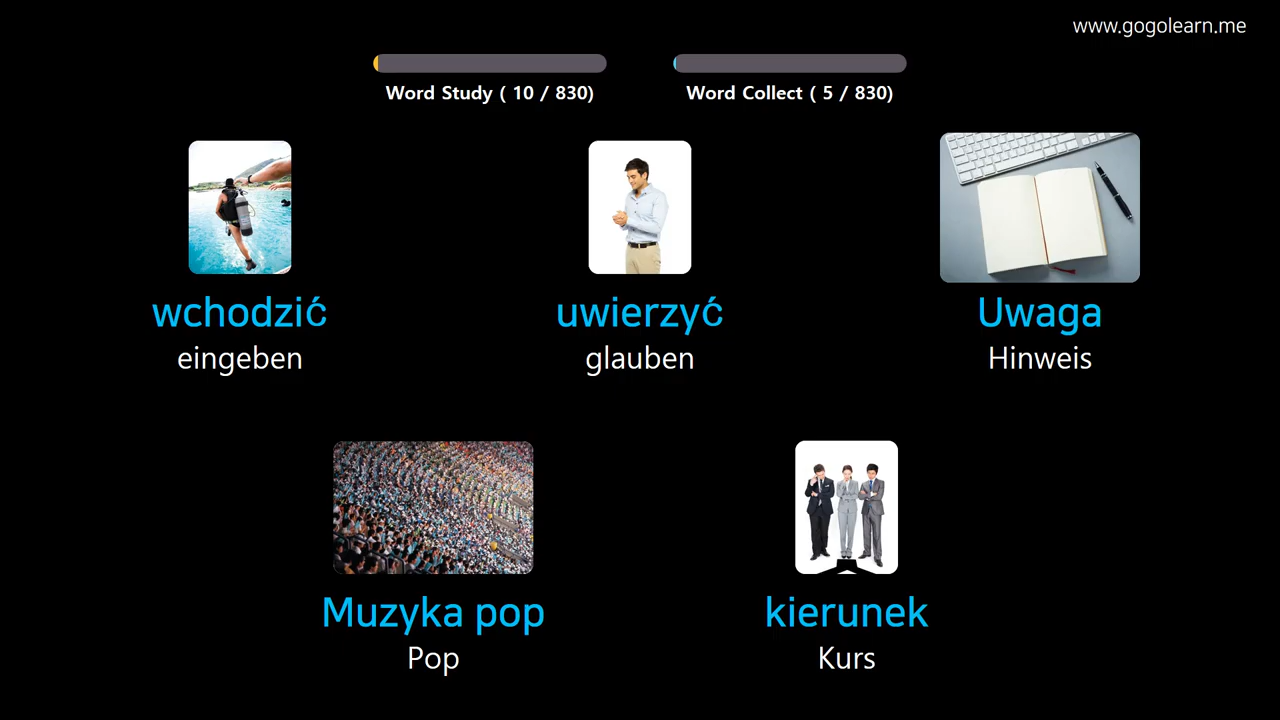 www.gogolearn.me
Word Study ( 10 / 830)
Word Collect ( 5 / 830)
wchodzić
eingeben
uwierzyć
glauben
Uwaga
Hinweis
Muzyka pop
Pop
kierunek
Kurs